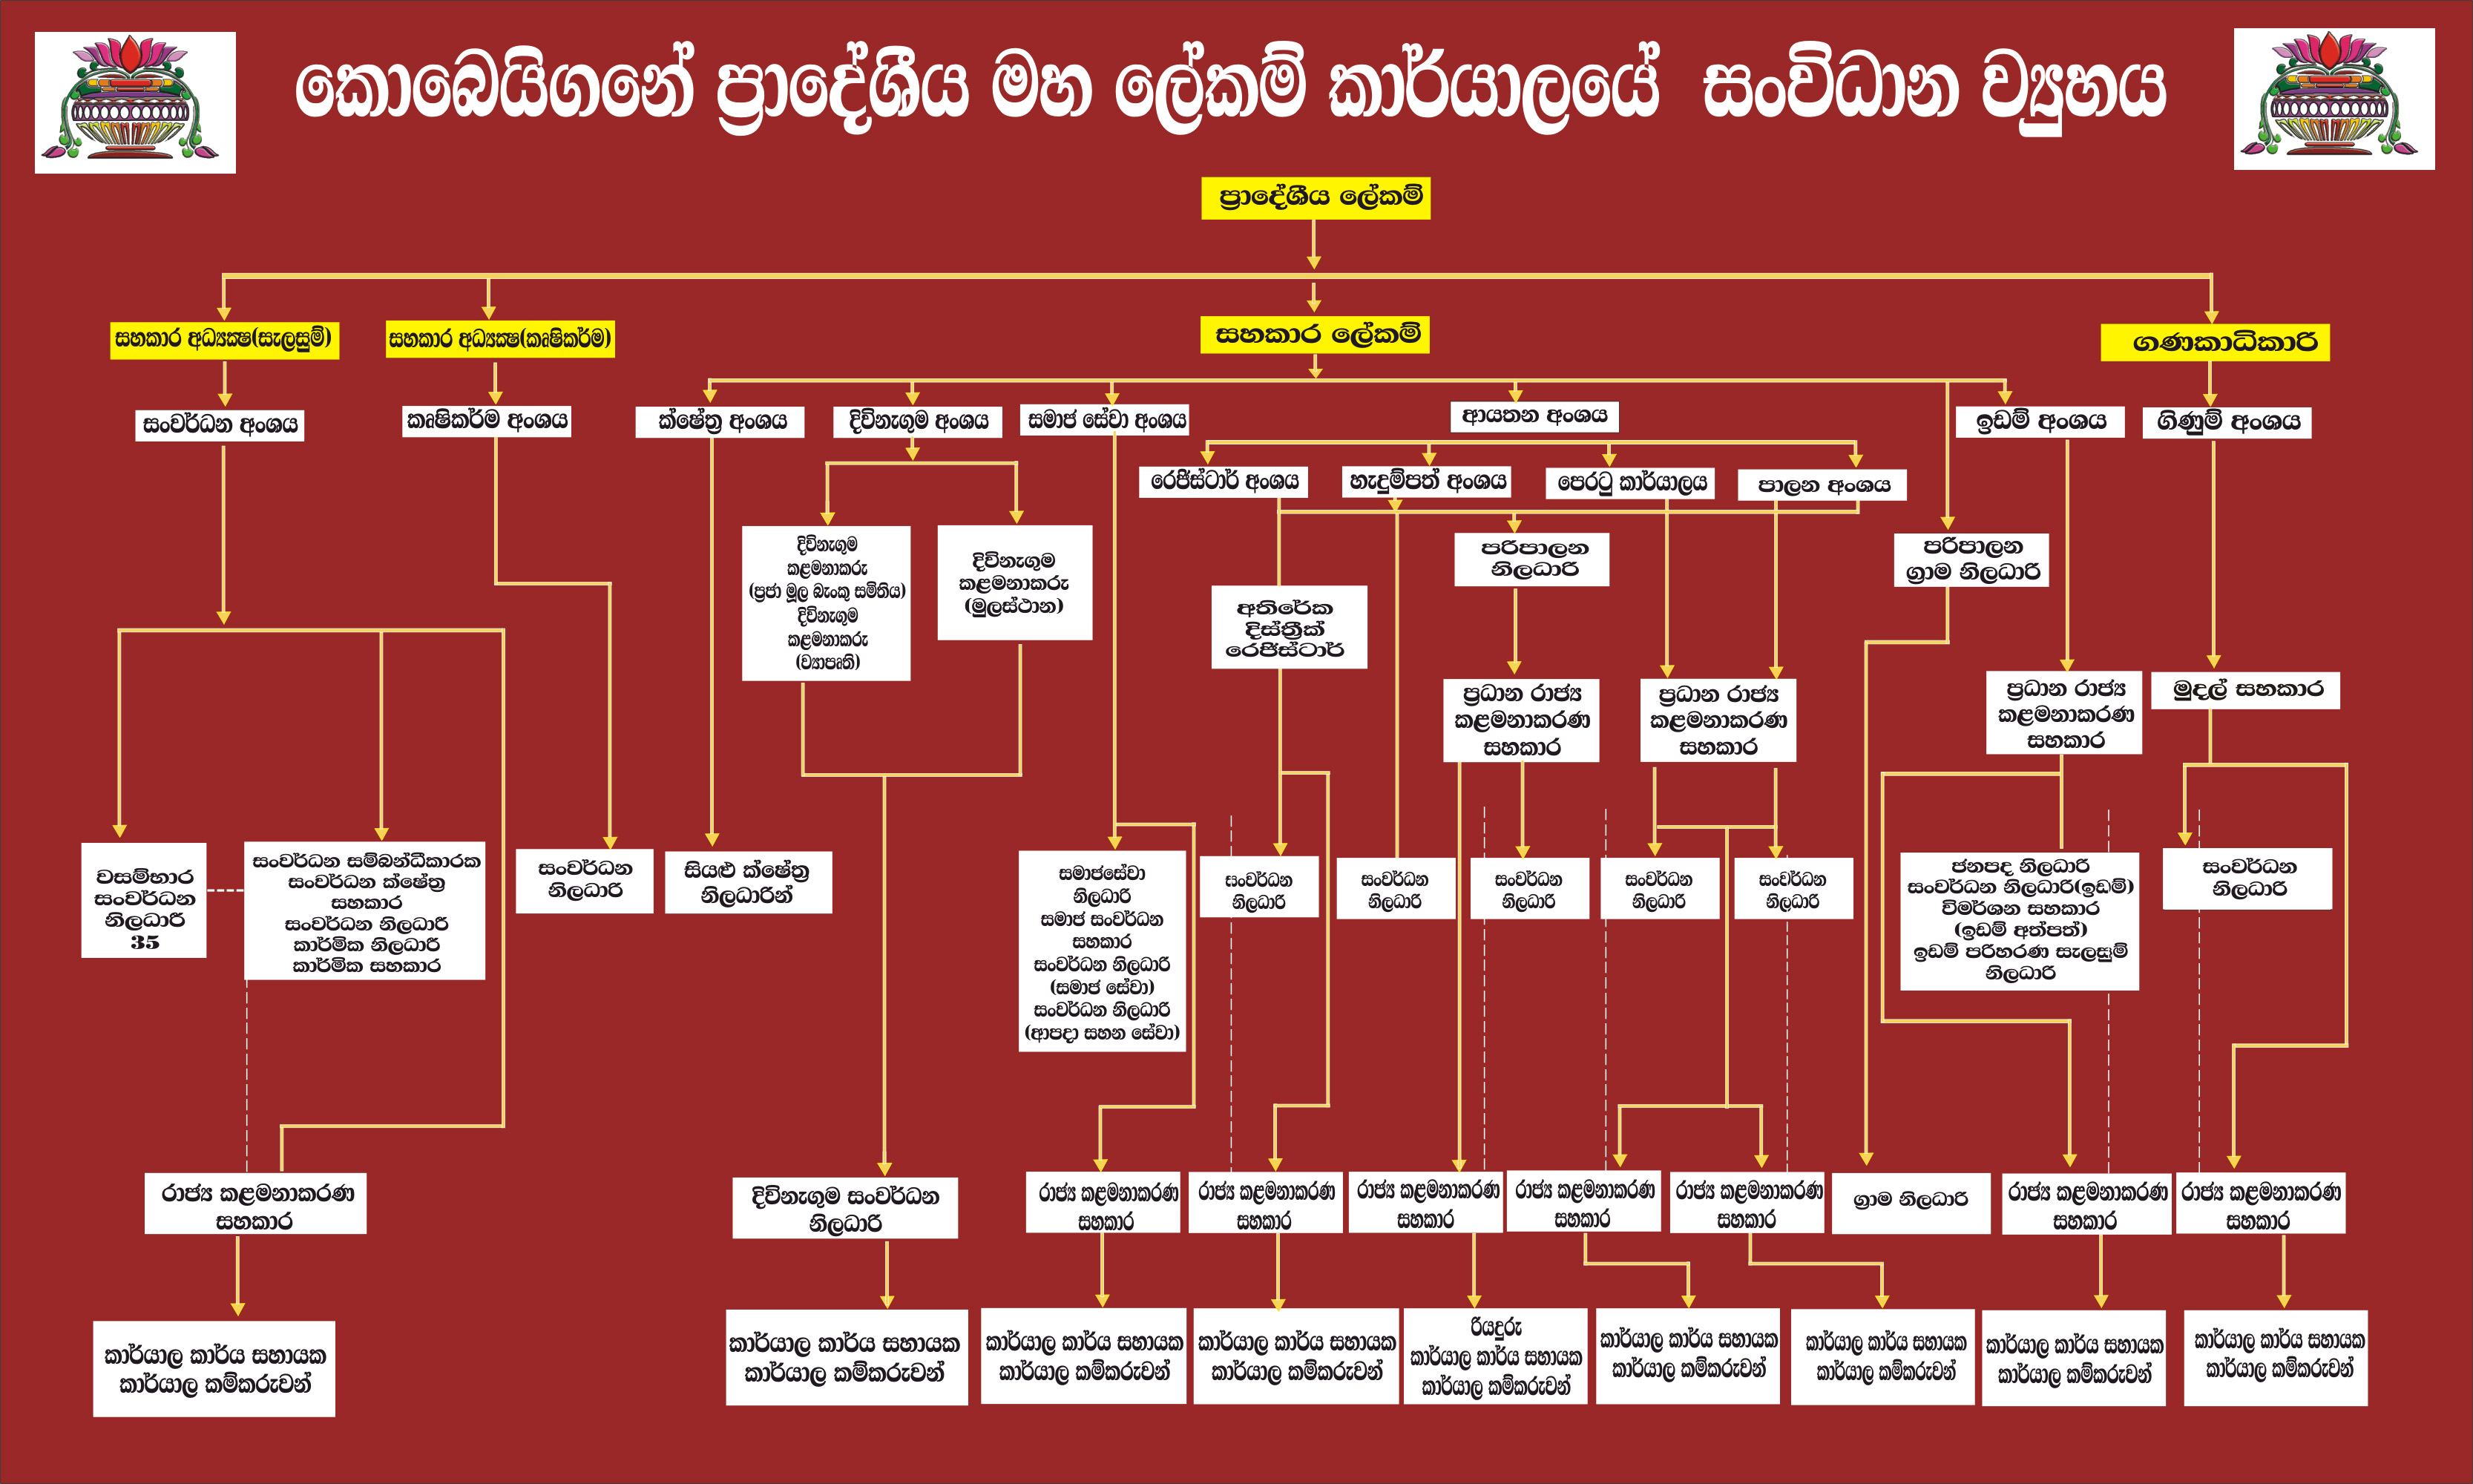 කොබෙයිගනේ ප්‍රාදේශීය මහ ලේකම් කාර්යාලයේ සංවිධාන ව්‍යුහය
ප්‍රාදේශීය ලේකම්
සහකාර අධ්‍යක්ෂ(සැලසුම්)
සහකාර අධ්‍යක්ෂ(කෘෂිකර්ම)
සහකාර ලේකම්
ගණකාධිකාරි
සංවර්ධන අංශය
කෘෂිකර්ම අංශය
ක්ෂේත්‍ර අංශය
දිවිනැගුම අංශය
සමාජ සේවා අංශය
ආයතන අංශය
ඉඩම් අංශය
ගිණුම් අංශය
රෙජිස්ටාර් අංශය
හැදුම්පත් අංශය
පෙරටු කාර්යාලය
පාලන අංශය
දිවිනැගුම
කළමනාකරු
(ප්‍රජා මූල බැංකු සමිතිය)
දිවිනැගුම
කළමනාකරු
(ව්‍යාපෘති)
දිවිනැගුම
කළමනාකරු
(මුලස්ථාන)
පරිපාලන
නිලධාරි
පරිපාලන
ග්‍රාම නිලධාරි
අතිරේක
දිස්ත්‍රික්
රෙජිස්ටාර්
ප්‍රධාන රාජ්‍ය
කළමනාකරණ
සහකාර
ප්‍රධාන රාජ්‍ය
කළමනාකරණ
සහකාර
ප්‍රධාන රාජ්‍ය
කළමනාකරණ
සහකාර
මුදල් සහකාර
වසම්භාර
සංවර්ධන
නිලධාරී
35
සංවර්ධන සම්බන්ධීකාරක
සංවර්ධන ක්ෂේත්‍ර
සහකාර
සංවර්ධන නිලධාරී
කාර්මික නිලධාරී
කාර්මික සහකාර
සංවර්ධන
නිලධාරි
සියළු ක්ෂේත්‍ර
නිලධාරින්
සමාජසේවා
නිලධාරි
සමාජ සංවර්ධන
සහකාර
සංවර්ධන නිලධාරි
(සමාජ සේවා)
සංවර්ධන නිලධාරි
(ආපදා සහන සේවා)
සංවර්ධන
නිලධාරි
සංවර්ධන
නිලධාරි
සංවර්ධන
නිලධාරි
සංවර්ධන
නිලධාරි
සංවර්ධන
නිලධාරි
ජනපද නිලධාරි
සංවර්ධන නිලධාරි(ඉඩම්)
විමර්ශන සහකාර
(ඉඩම් අත්පත්)
ඉඩම් පරිහරණ සැලසුම්
නිලධාරි
සංවර්ධන
නිලධාරි
රාජ්‍ය කළමනාකරණ
සහකාර
දිවිනැගුම සංවර්ධන
නිලධාරි
රාජ්‍ය කළමනාකරණ
සහකාර
රාජ්‍ය කළමනාකරණ
සහකාර
රාජ්‍ය කළමනාකරණ
සහකාර
රාජ්‍ය කළමනාකරණ
සහකාර
රාජ්‍ය කළමනාකරණ
සහකාර
ග්‍රාම නිලධාරි
රාජ්‍ය කළමනාකරණ
සහකාර
රාජ්‍ය කළමනාකරණ
සහකාර
කාර්යාල කාර්ය සහායක
කාර්යාල කම්කරුවන්
කාර්යාල කාර්ය සහායක
කාර්යාල කම්කරුවන්
කාර්යාල කාර්ය සහායක
කාර්යාල කම්කරුවන්
කාර්යාල කාර්ය සහායක
කාර්යාල කම්කරුවන්
රියදුරු
කාර්යාල කාර්ය සහායක
කාර්යාල කම්කරුවන්
කාර්යාල කාර්ය සහායක
කාර්යාල කම්කරුවන්
කාර්යාල කාර්ය සහායක
කාර්යාල කම්කරුවන්
කාර්යාල කාර්ය සහායක
කාර්යාල කම්කරුවන්
කාර්යාල කාර්ය සහායක
කාර්යාල කම්කරුවන්